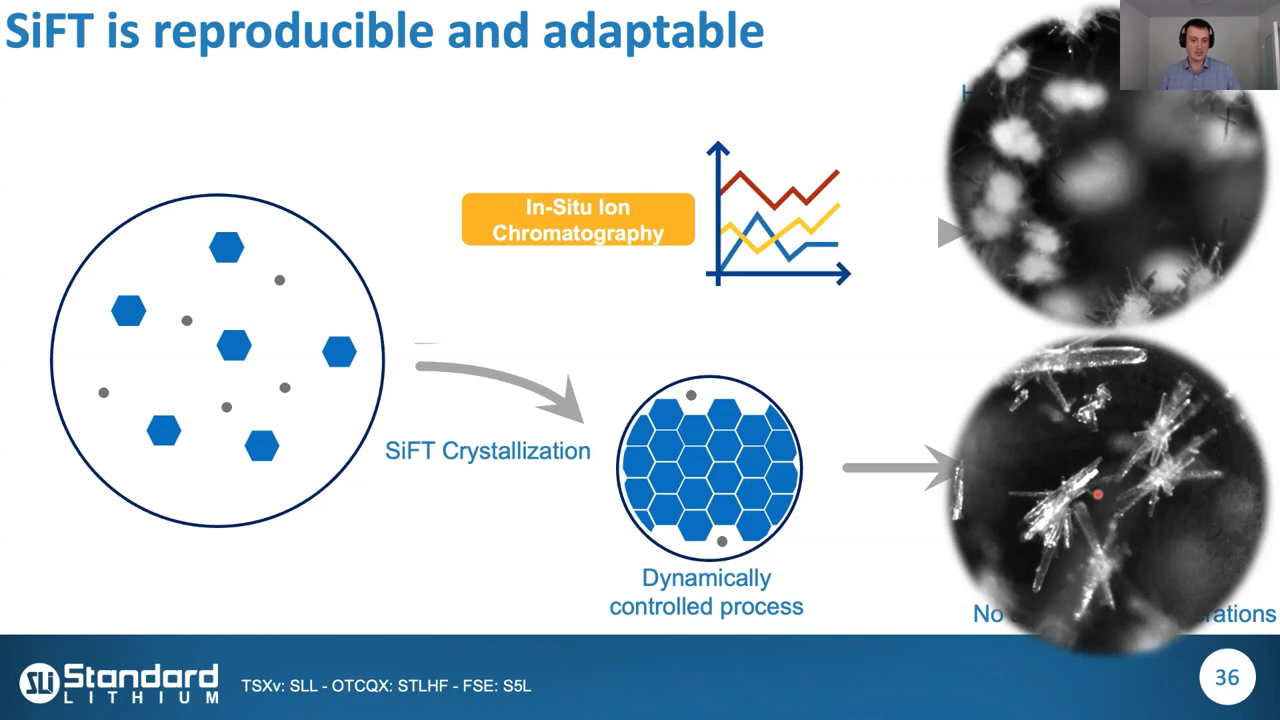 SiFT is reproducible and adaptable
In-Situ Ion
Chromatography
SiFT Crystallization
Dynamically
controlled process
No
SLi Standard
LITHIUM
TSXv: SLL - OTCQX: STLHF - FSE: S5L
36